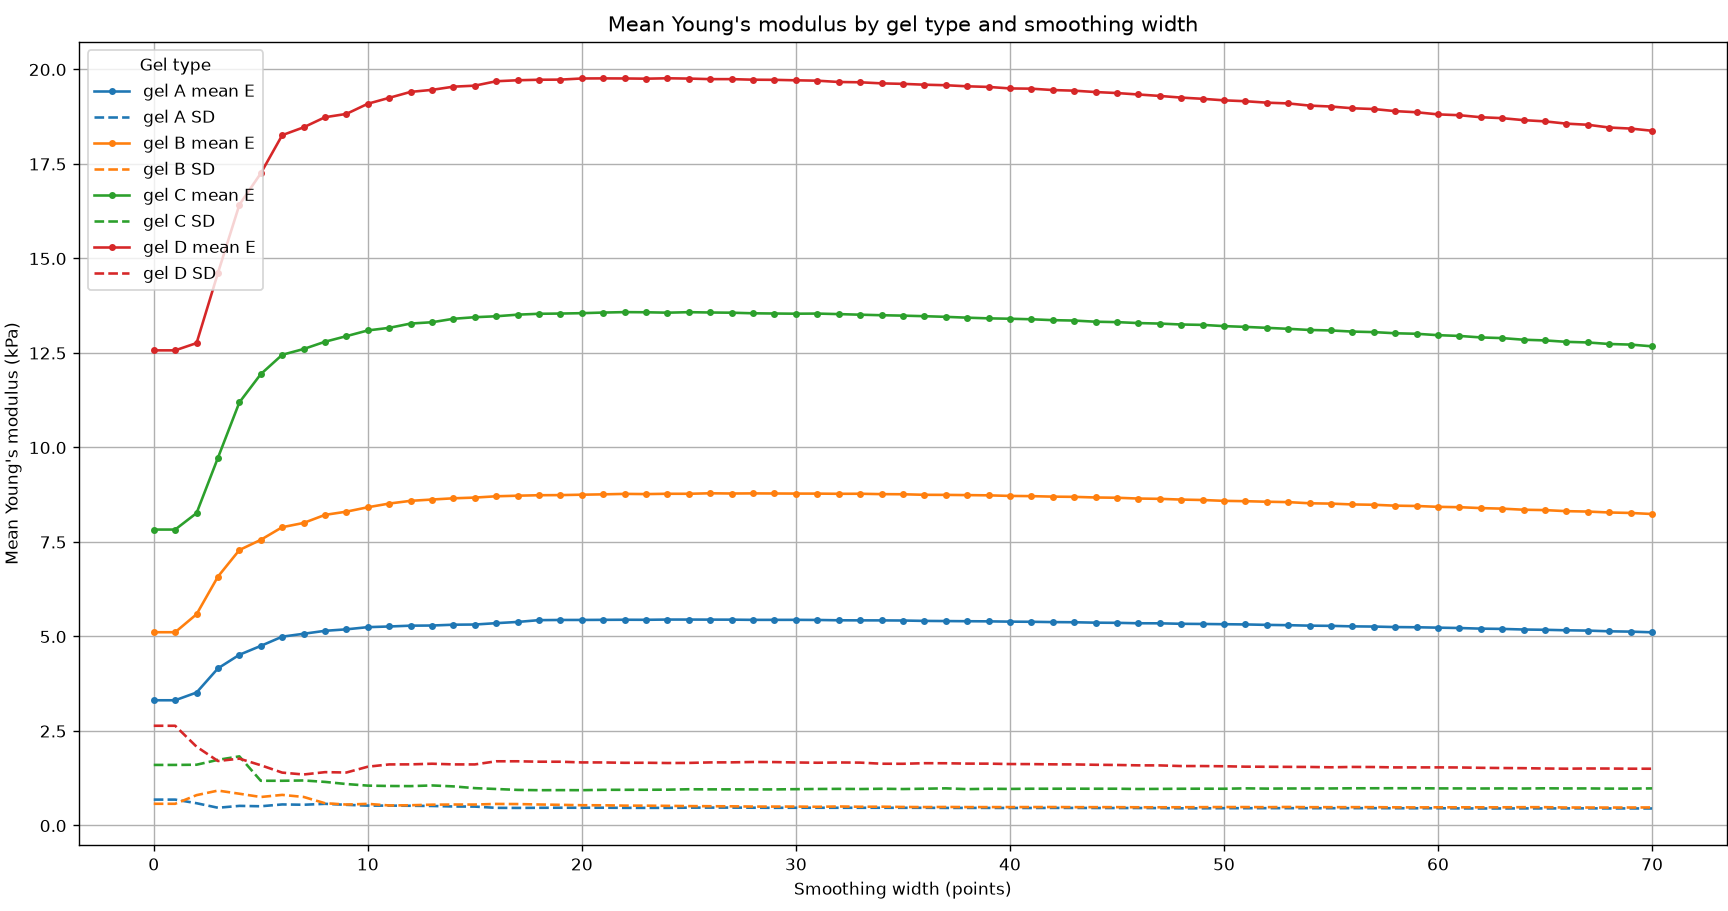 Mean Young's modulus by gel type and smoothing width
Gel type
gel A mean E
gel A SD
gel B mean E
gel B SD
gel C mean E
gel C SD
gel D mean E
gel D SD
Mean Young's modulus (kPa)
20.0
17.5
15.0
12.5
10.0
7.5
5.0
2.5
0.0
0 10 20 30 40 50 60 70
Smoothing width (points)